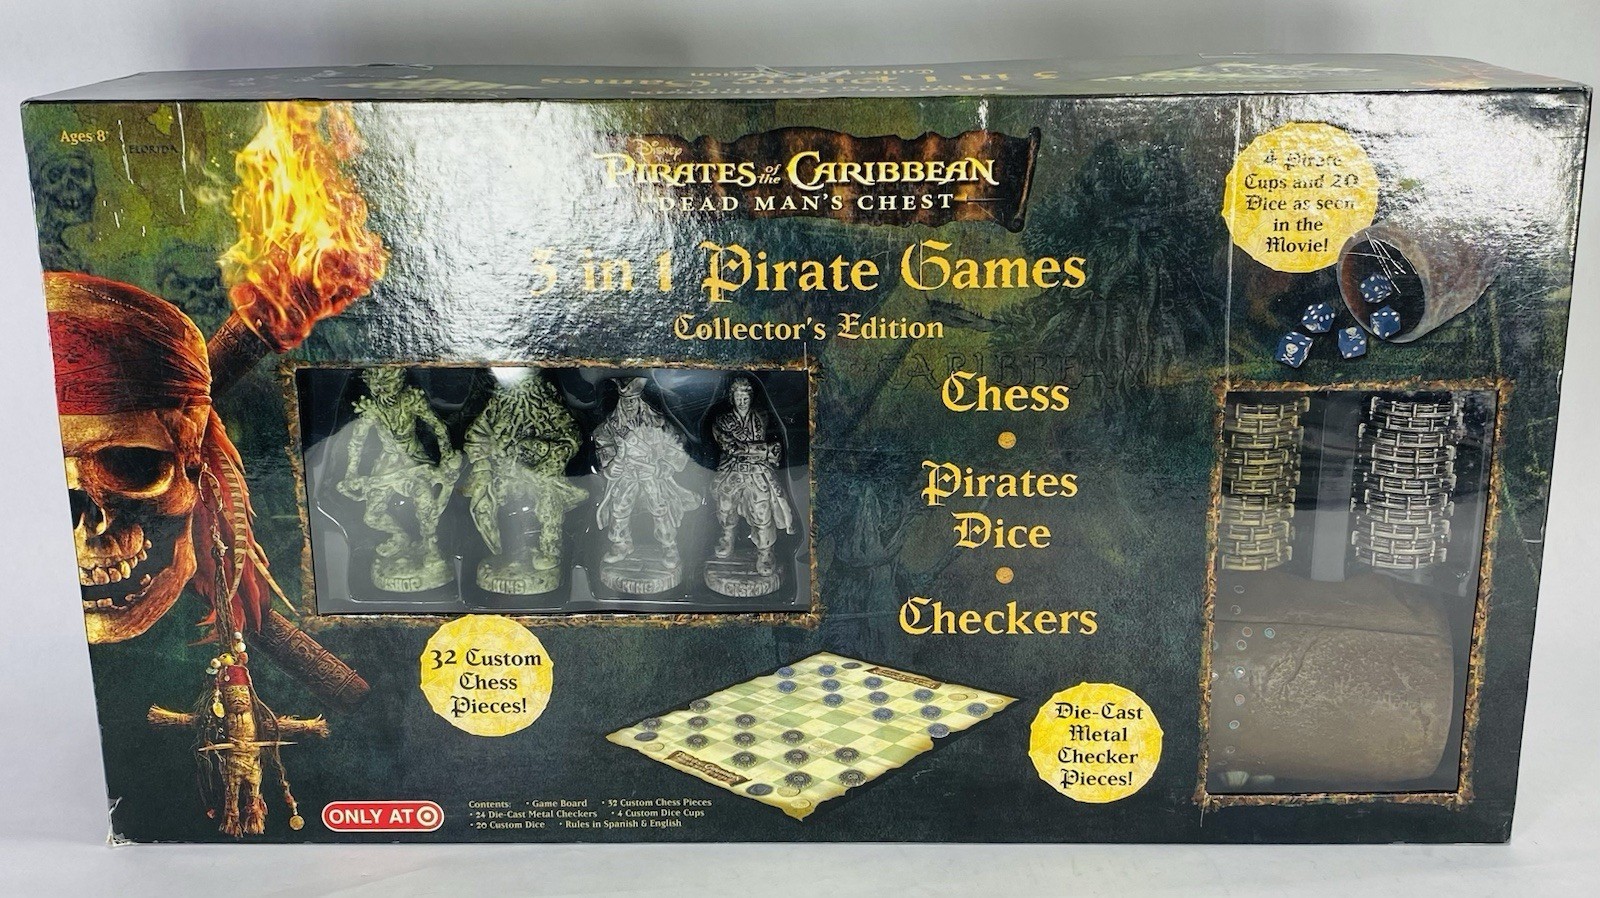 Ages 8
FLORIDA
Disney
PIRATES of the CARIBBEAN
DEAD MAN'S CHEST
3 in 1 Pirate Games
Collector's Edition
4 Pirate
Cups and 20
Dice as seen
in the
Movie!
Chess
Pirates
Dice
Checkers
KING
KING
32 Custom
Chess
Pieces!
Die-Cast
Metal
Checker
Pieces!
ONLY AT
Contents: • Game Board • 32 Custom Chess Pieces
• 24 Die-Cast Metal Checkers • 4 Custom Dice Cups
• 20 Custom Dice • Rules in Spanish & English